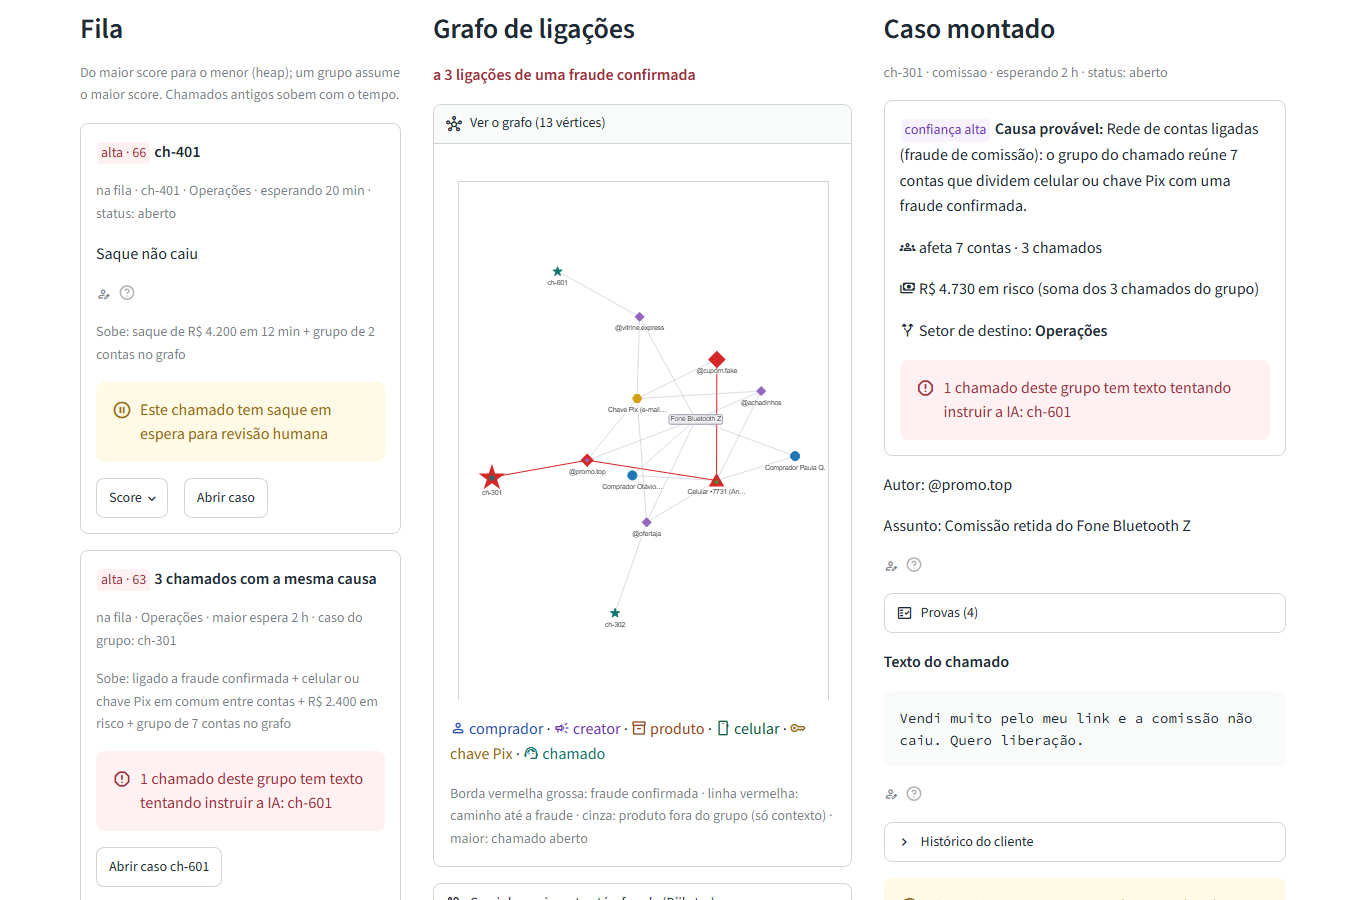 Fila
Do maior score para o menor (heap); um grupo assume
o maior score. Chamados antigos sobem com o tempo.
alta · 66 ch-401
na fila · ch-401 · Operações · esperando 20 min ·
status: aberto
Saque não caiu
Sobe: saque de R$ 4.200 em 12 min + grupo de 2
contas no grafo
Este chamado tem saque em
espera para revisão humana
Score
Abrir caso
alta · 63 3 chamados com a mesma causa
na fila · Operações · maior espera 2 h · caso do
grupo: ch-301
Sobe: ligado a fraude confirmada + celular ou
chave Pix em comum entre contas + R$ 2.400 em
risco + grupo de 7 contas no grafo
1 chamado deste grupo tem texto
tentando instruir a IA: ch-601
Abrir caso ch-601
Grafo de ligações
a 3 ligações de uma fraude confirmada
Ver o grafo (13 vértices)
ch-601
@vitrine.express
@cupom.fake
@achadinhos
Chave Pix (e-mai...
Fone Bluetooth Z
@promo.top
Comprador Paula Q.
ch-301
Comprador Otávio...
Celular •7731 (An...
@ofertaja
ch-302
comprador · creator · produto · celular ·
chave Pix · chamado
Borda vermelha grossa: fraude confirmada · linha vermelha:
caminho até a fraude · cinza: produto fora do grupo (só contexto) ·
maior: chamado aberto
Caso montado
ch-301 · comissao · esperando 2 h · status: aberto
confiança alta Causa provável: Rede de contas ligadas
(fraude de comissão): o grupo do chamado reúne 7
contas que dividem celular ou chave Pix com uma
fraude confirmada.
afeta 7 contas · 3 chamados
R$ 4.730 em risco (soma dos 3 chamados do grupo)
Setor de destino: Operações
1 chamado deste grupo tem texto tentando
instruir a IA: ch-601
Autor: @promo.top
Assunto: Comissão retida do Fone Bluetooth Z
Provas (4)
Texto do chamado
Vendi muito pelo meu link e a comissão não
caiu. Quero liberação.
Histórico do cliente